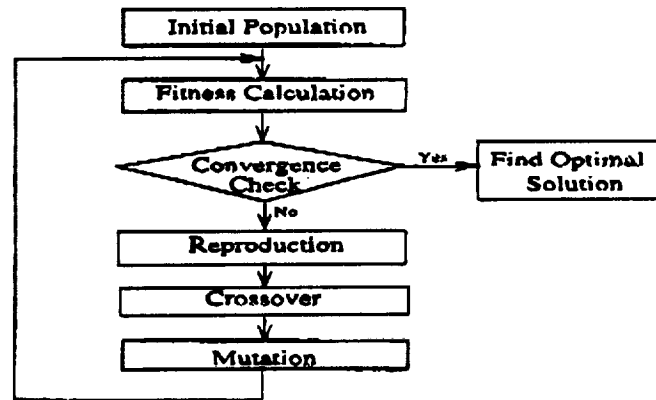 Initial Population
Fitness Calculation
Convergence
Check
Yes
Find Optimal
Solution
No
Reproduction
Crossover
Mutation